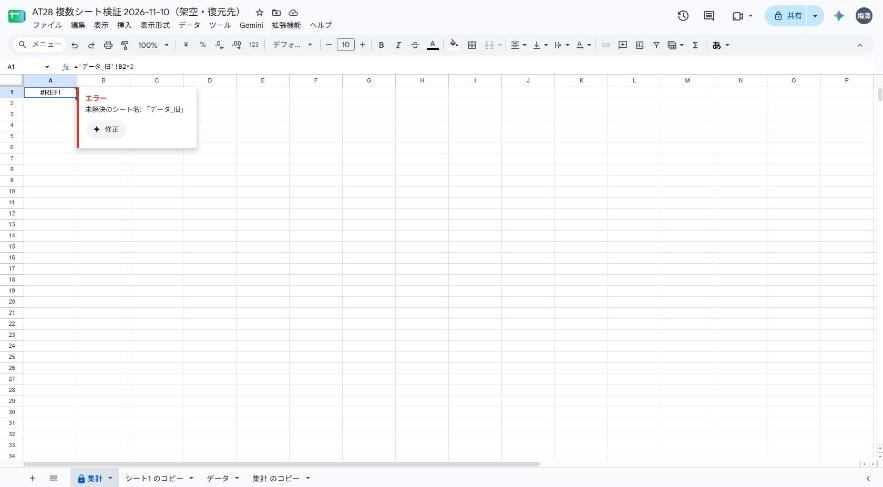 AT28 複数シート検証 2026-11-10（架空・復元先）
ファイル 編集 表示 挿入 表示形式 データ ツール Gemini 拡張機能 ヘルプ
共有
梅澤
メニュー 100% ¥ % .0 .00 123 デフォ... − 10 + B I S A Σ あ
A1 fx ='データ_旧'!B2*2
A B C D E F G H I J K L M N O P
1 #REF!
エラー
2
未解決のシート名: 「データ_旧」
3
4
修正
5
6
7
8
9
10
11
12
13
14
15
16
17
18
19
20
21
22
23
24
25
26
27
28
29
30
31
32
33
34
+ 集計 シート1 のコピー データ 集計 のコピー